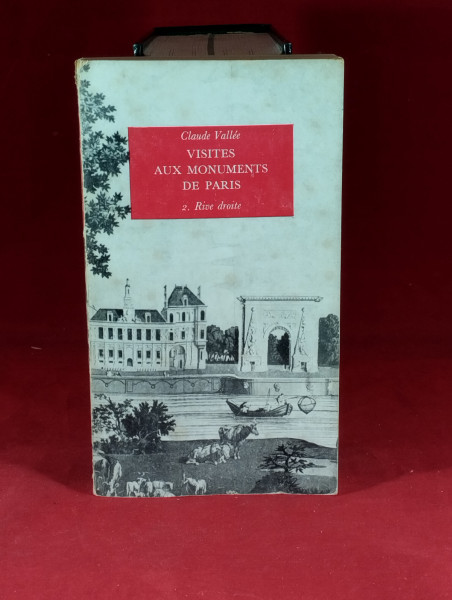 Claude Vallée
VISITES
AUX MONUMENTS
DE PARIS
2. Rive droite